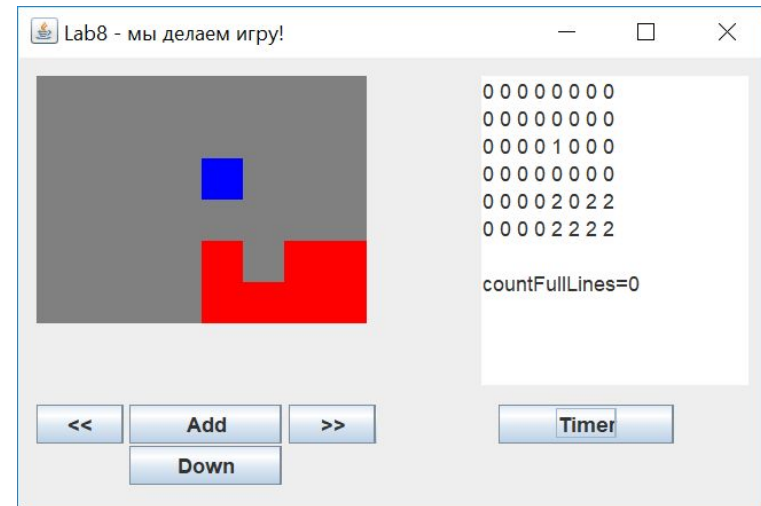 Lab8 - мы делаем игру!
0 0 0 0 0 0 0 0
0 0 0 0 0 0 0 0
0 0 0 0 1 0 0 0
0 0 0 0 0 0 0 0
0 0 0 0 2 0 2 2
0 0 0 0 2 2 2 2
countFullLines=0
<< Add >> Timer
Down